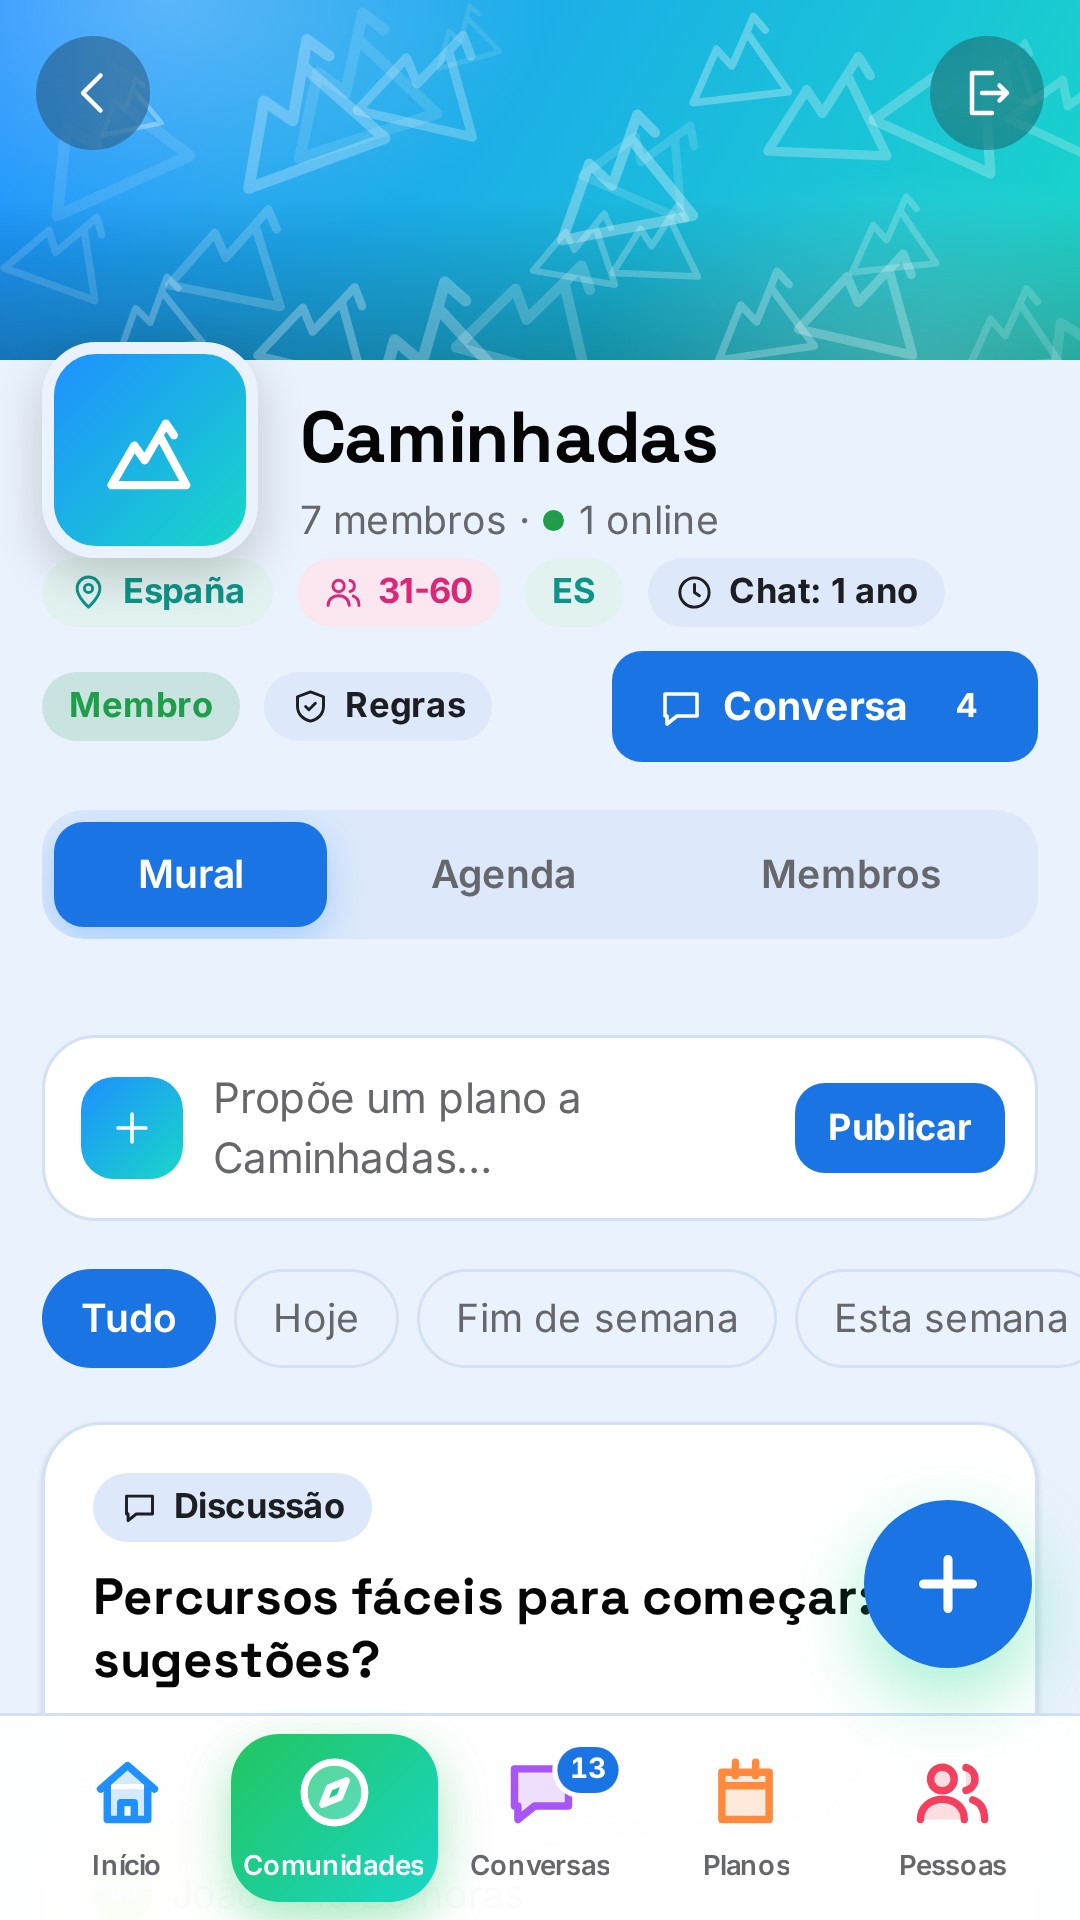 Caminhadas
7 membros · 1 online
España
31-60
ES
Chat: 1 ano
Membro
Regras
Conversa 4
Mural
Agenda
Membros
Propõe um plano a
Caminhadas...
Publicar
Tudo
Hoje
Fim de semana
Esta semana
Discussão
Percursos fáceis para começar:
sugestões?
13
Início
Comunidades
Conversas
Planos
Pessoas